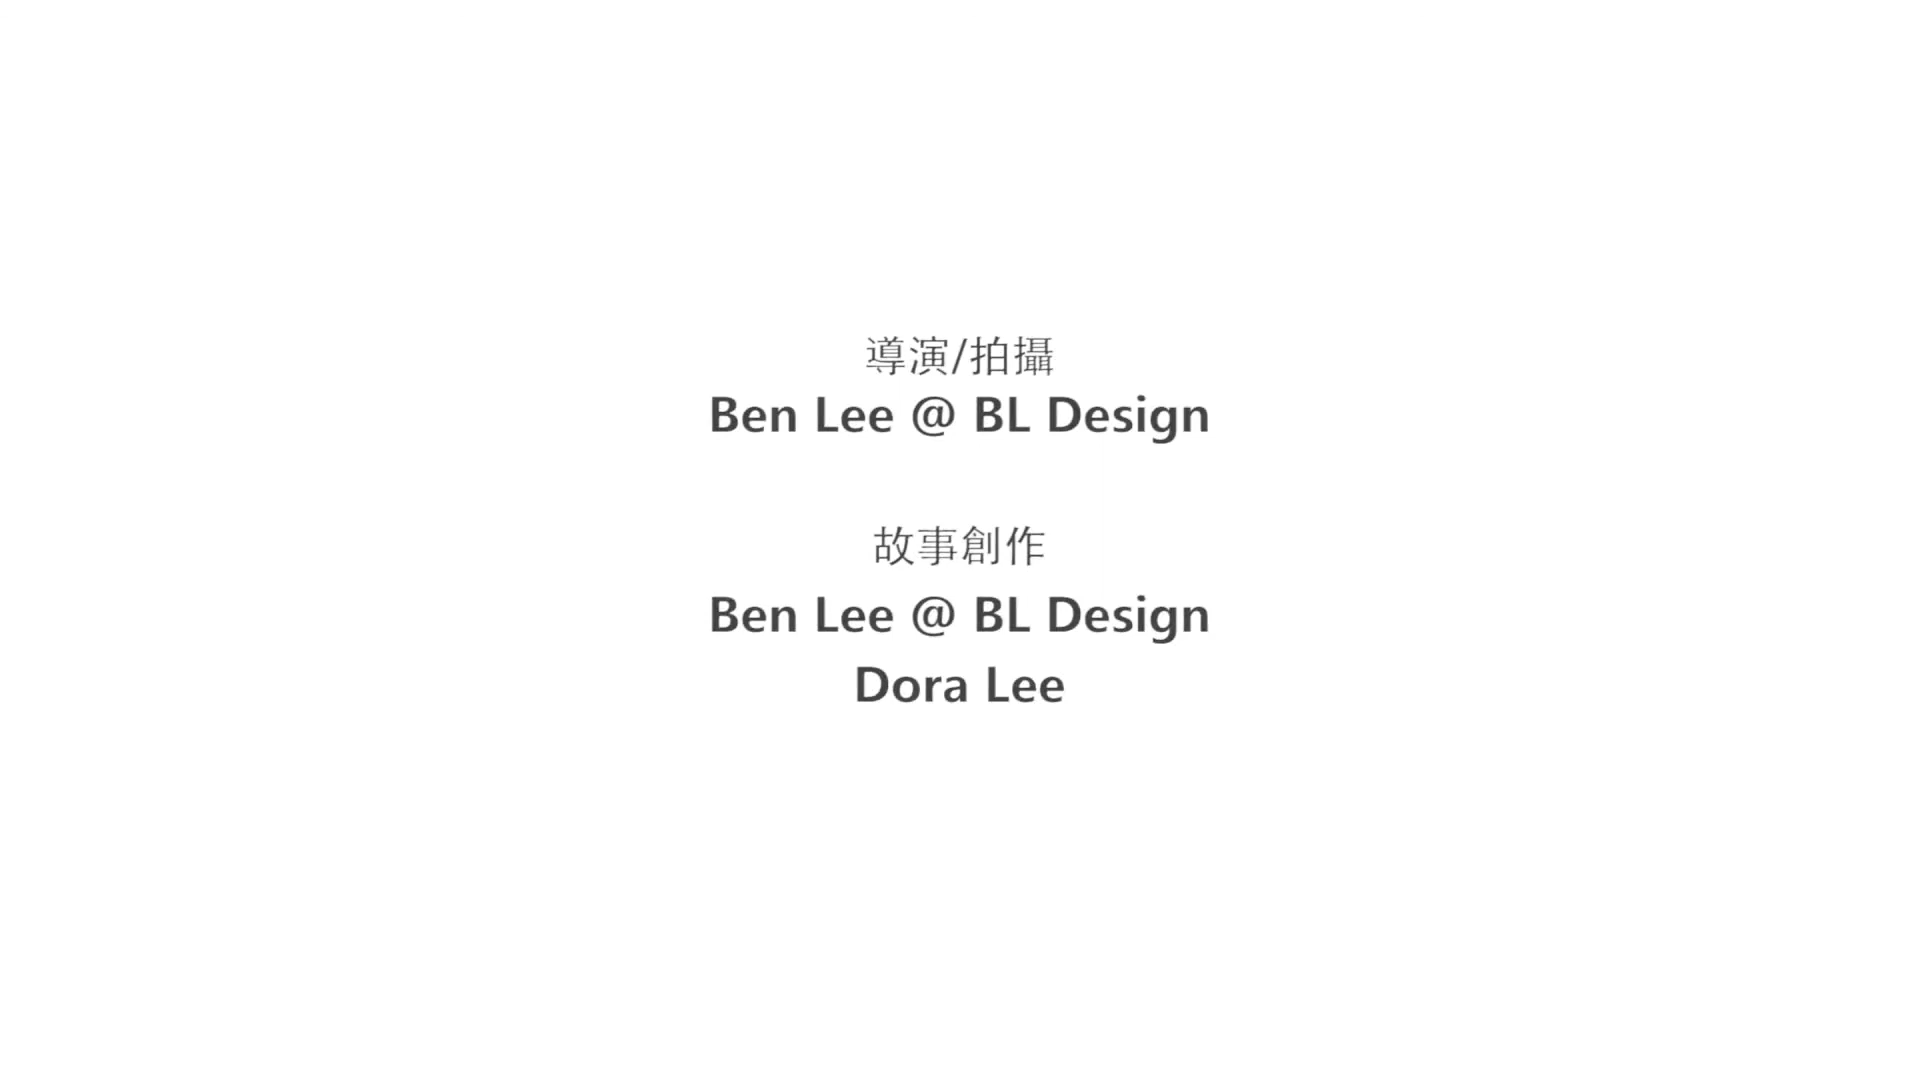 導演/拍攝
Ben Lee @ BL Design
故事創作
Ben Lee @ BL Design
Dora Lee